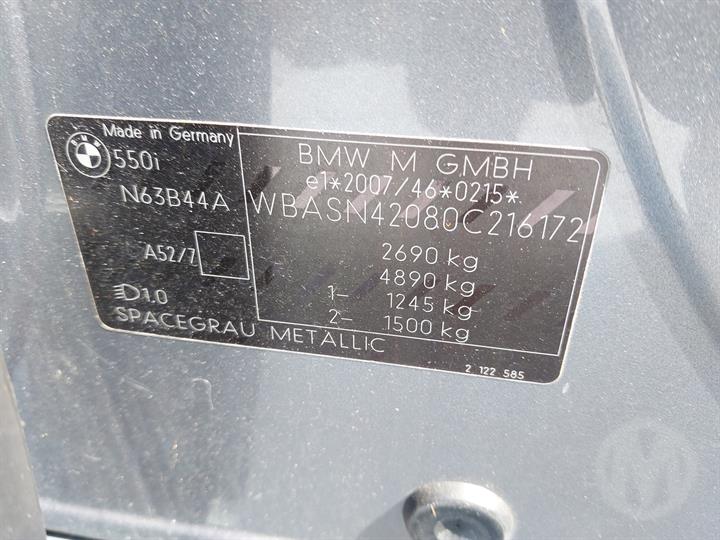 Made in Germany
BMW
550i
N63B44A
A52/7
D1.0
SPACEGRAU METALLIC
BMW M GMBH
e1*2007/46*0215*
WBASN42080C216172
2690 kg
4890 kg
1- 1245 kg
2- 1500 kg
2 122 585
M